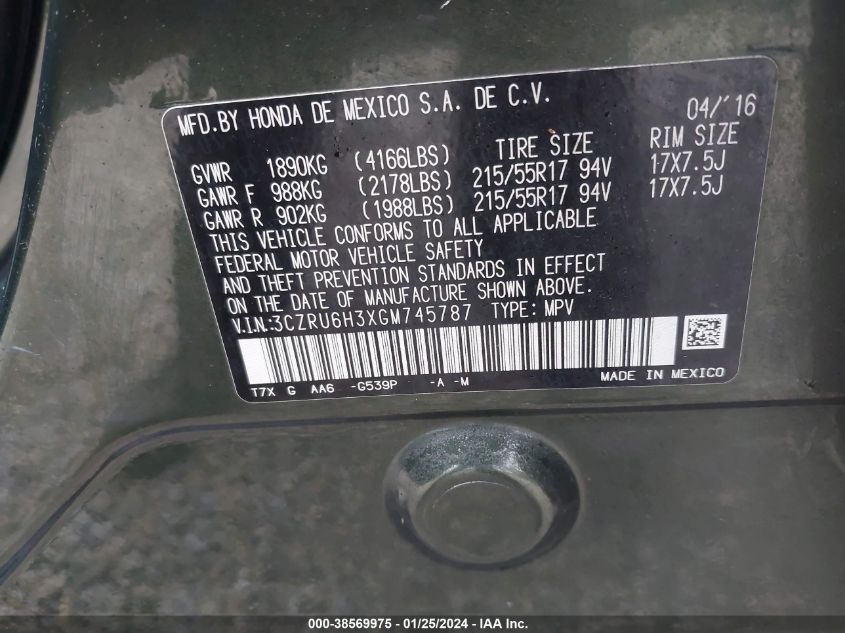 MFD.BY HONDA DE MEXICO S.A. DE C.V. 04/'16
TIRE SIZE RIM SIZE
GVWR 1890KG (4166LBS)
GAWR F 988KG (2178LBS) 215/55R17 94V 17X7.5J
GAWR R 902KG (1988LBS) 215/55R17 94V 17X7.5J
THIS VEHICLE CONFORMS TO ALL APPLICABLE
FEDERAL MOTOR VEHICLE SAFETY
AND THEFT PREVENTION STANDARDS IN EFFECT
ON THE DATE OF MANUFACTURE SHOWN ABOVE.
V.I.N:3CZRU6H3XGM745787 TYPE: MPV
T7X G AA6 -G539P -A -M MADE IN MEXICO
000-38569975 - 01/25/2024 - IAA Inc.